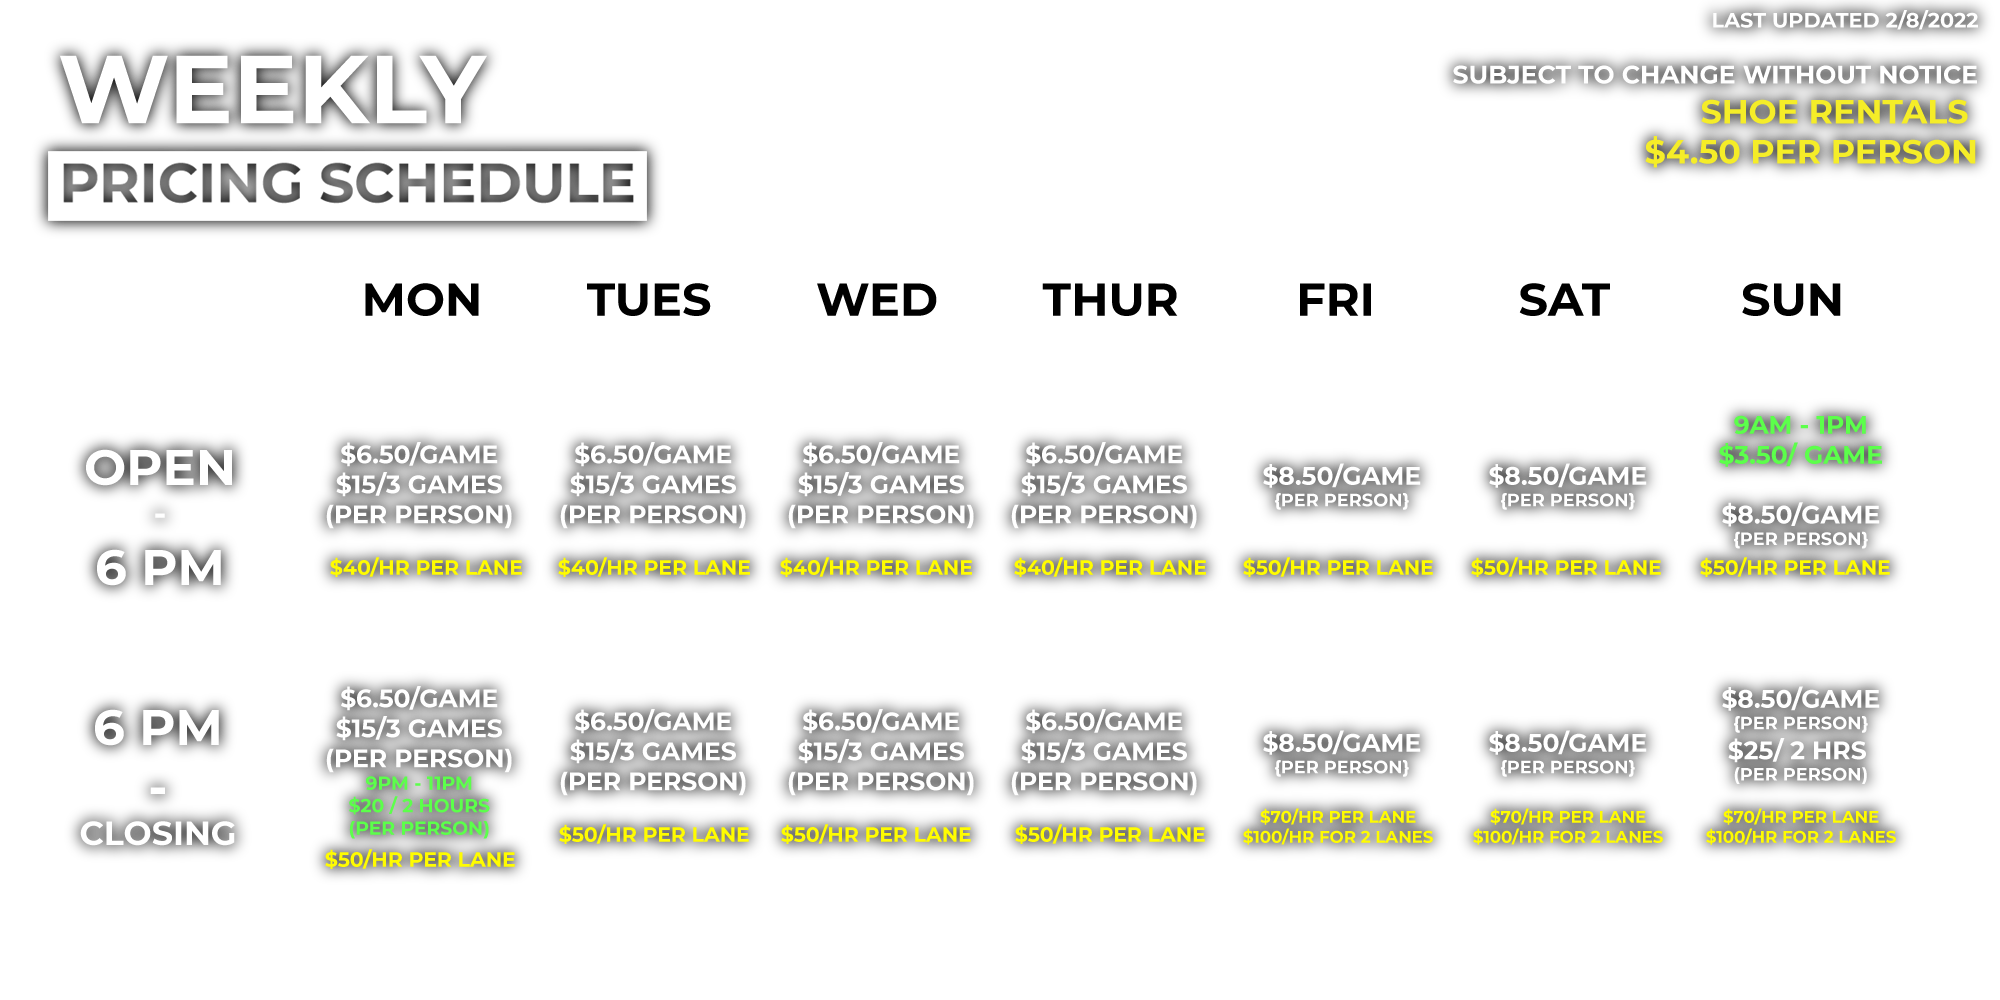 LAST UPDATED 2/8/2022
WEEKLY
SUBJECT TO CHANGE WITHOUT NOTICE
SHOE RENTALS
$4.50 PER PERSON
PRICING SCHEDULE
MON TUES WED THUR FRI SAT SUN
OPEN
-
6 PM
$6.50/GAME
$15/3 GAMES
(PER PERSON)
$40/HR PER LANE
$6.50/GAME
$15/3 GAMES
(PER PERSON)
$40/HR PER LANE
$6.50/GAME
$15/3 GAMES
(PER PERSON)
$40/HR PER LANE
$6.50/GAME
$15/3 GAMES
(PER PERSON)
$40/HR PER LANE
$8.50/GAME
{PER PERSON}
$50/HR PER LANE
$8.50/GAME
{PER PERSON}
$50/HR PER LANE
9AM - 1PM
$3.50/ GAME
$8.50/GAME
{PER PERSON}
$50/HR PER LANE
6 PM
-
CLOSING
$6.50/GAME
$15/3 GAMES
(PER PERSON)
9PM - 11PM
$20 / 2 HOURS
(PER PERSON)
$50/HR PER LANE
$6.50/GAME
$15/3 GAMES
(PER PERSON)
$50/HR PER LANE
$6.50/GAME
$15/3 GAMES
(PER PERSON)
$50/HR PER LANE
$6.50/GAME
$15/3 GAMES
(PER PERSON)
$50/HR PER LANE
$8.50/GAME
{PER PERSON}
$70/HR PER LANE
$100/HR FOR 2 LANES
$8.50/GAME
{PER PERSON}
$70/HR PER LANE
$100/HR FOR 2 LANES
$8.50/GAME
{PER PERSON}
$25/ 2 HRS
(PER PERSON)
$70/HR PER LANE
$100/HR FOR 2 LANES